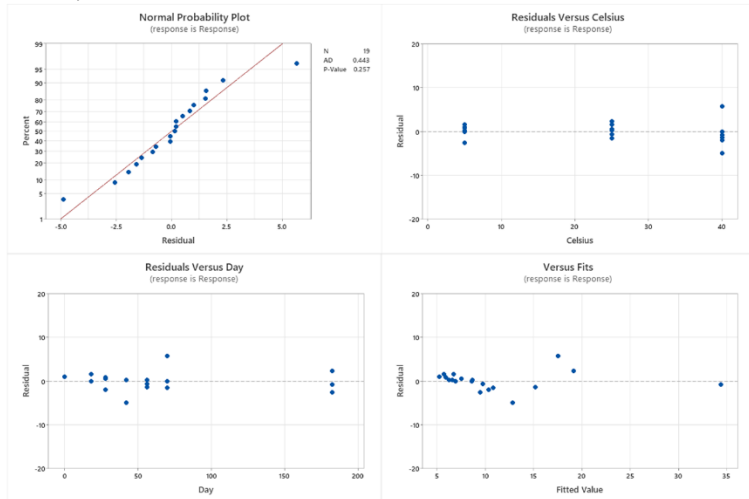 Normal Probability Plot
(response is Response)
99
95
90
80
70
60
50
40
30
20
10
5
1
Percent
-5.0 -2.5 0.0 2.5 5.0
Residual
N 19
AD 0.443
P-Value 0.257
Residuals Versus Celsius
(response is Response)
20
10
0
-10
-20
Residual
0 10 20 30 40
Celsius
Residuals Versus Day
(response is Response)
20
10
0
-10
-20
Residual
0 50 100 150 200
Day
Versus Fits
(response is Response)
20
10
0
-10
-20
Residual
5 10 15 20 25 30 35
Fitted Value